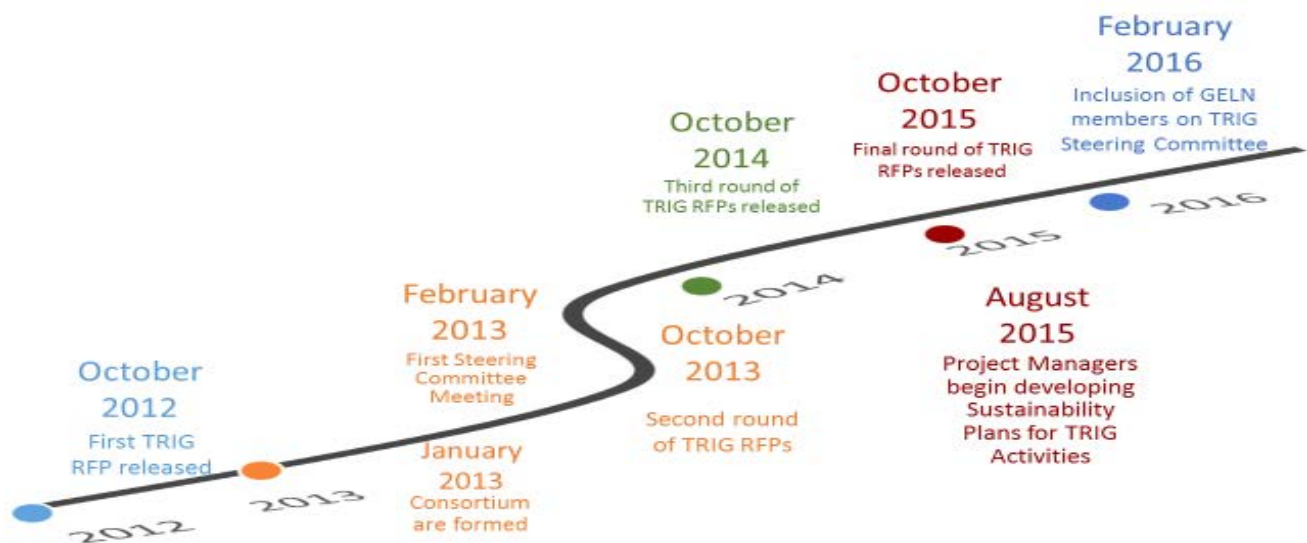 October
2012
First TRIG
RFP released
2012
2013
January
2013
Consortium
are formed
February
2013
First Steering
Committee
Meeting
October
2013
Second round
of TRIG RFPs
October
2014
Third round of
TRIG RFPs released
2014
August
2015
Project Managers
begin developing
Sustainability
Plans for TRIG
Activities
October
2015
Final round of TRIG
RFPs released
2015
February
2016
Inclusion of GELN
members on TRIG
Steering Committee
2016